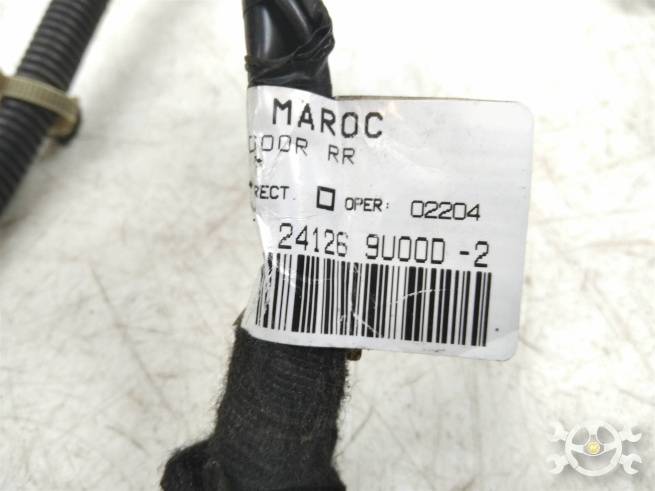 MAROC
DOOR RR
*
RECT. □ OPER: 02204
24126 9U00D -2